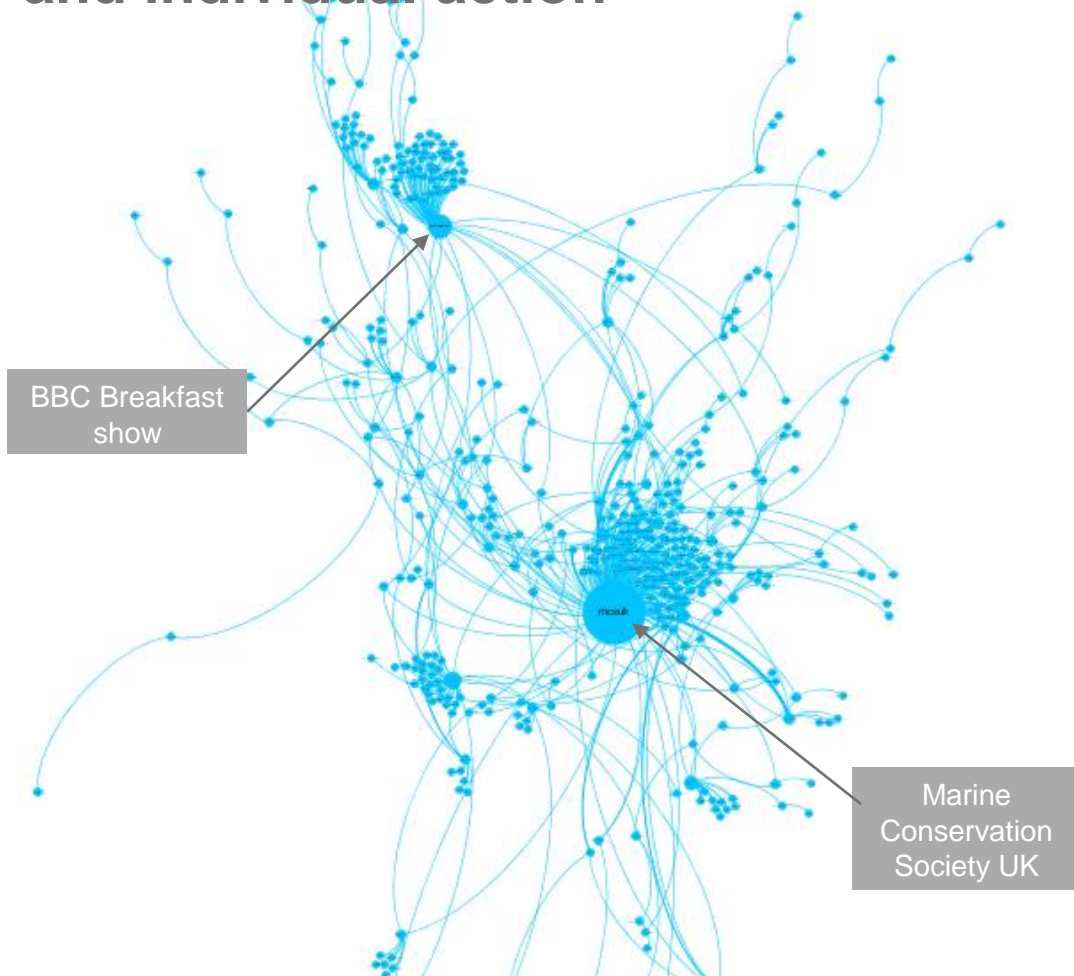 and individual action
BBC Breakfast
show
mcsuk
Marine
Conservation
Society UK